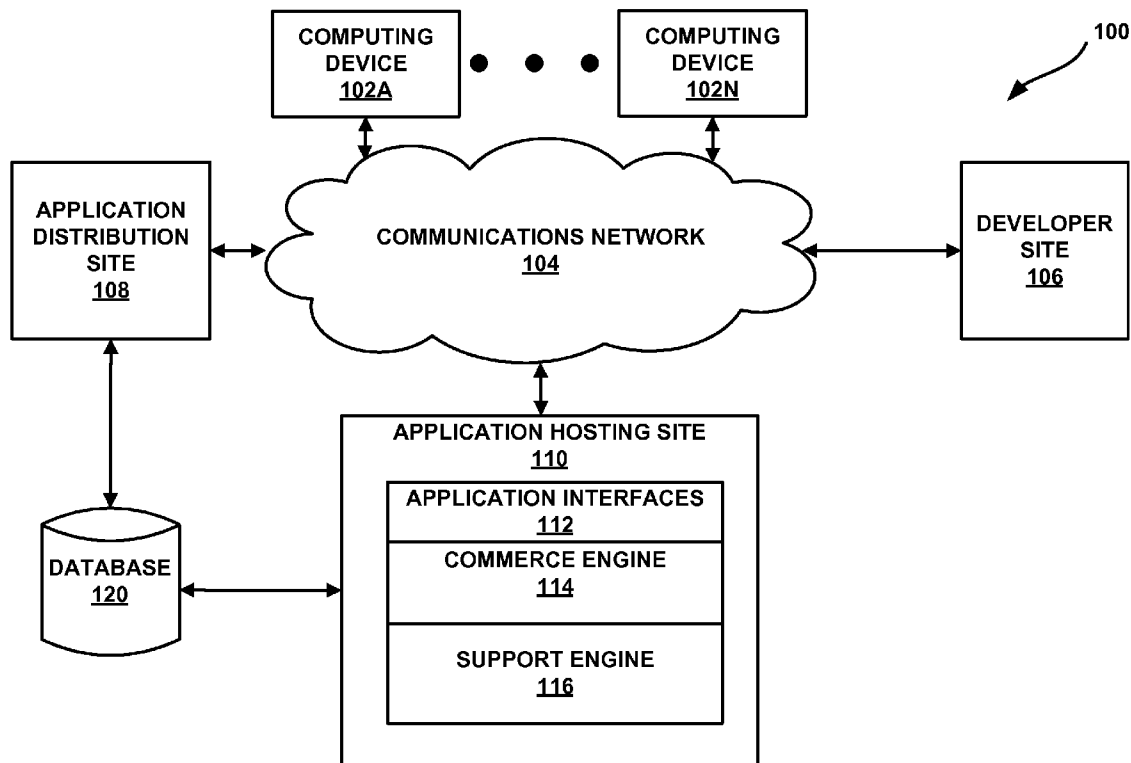 COMPUTING
DEVICE
102A
COMPUTING
DEVICE
102N
100
APPLICATION
DISTRIBUTION
SITE
108
COMMUNICATIONS NETWORK
104
DEVELOPER
SITE
106
APPLICATION HOSTING SITE
110
APPLICATION INTERFACES
112
COMMERCE ENGINE
114
SUPPORT ENGINE
116
DATABASE
120